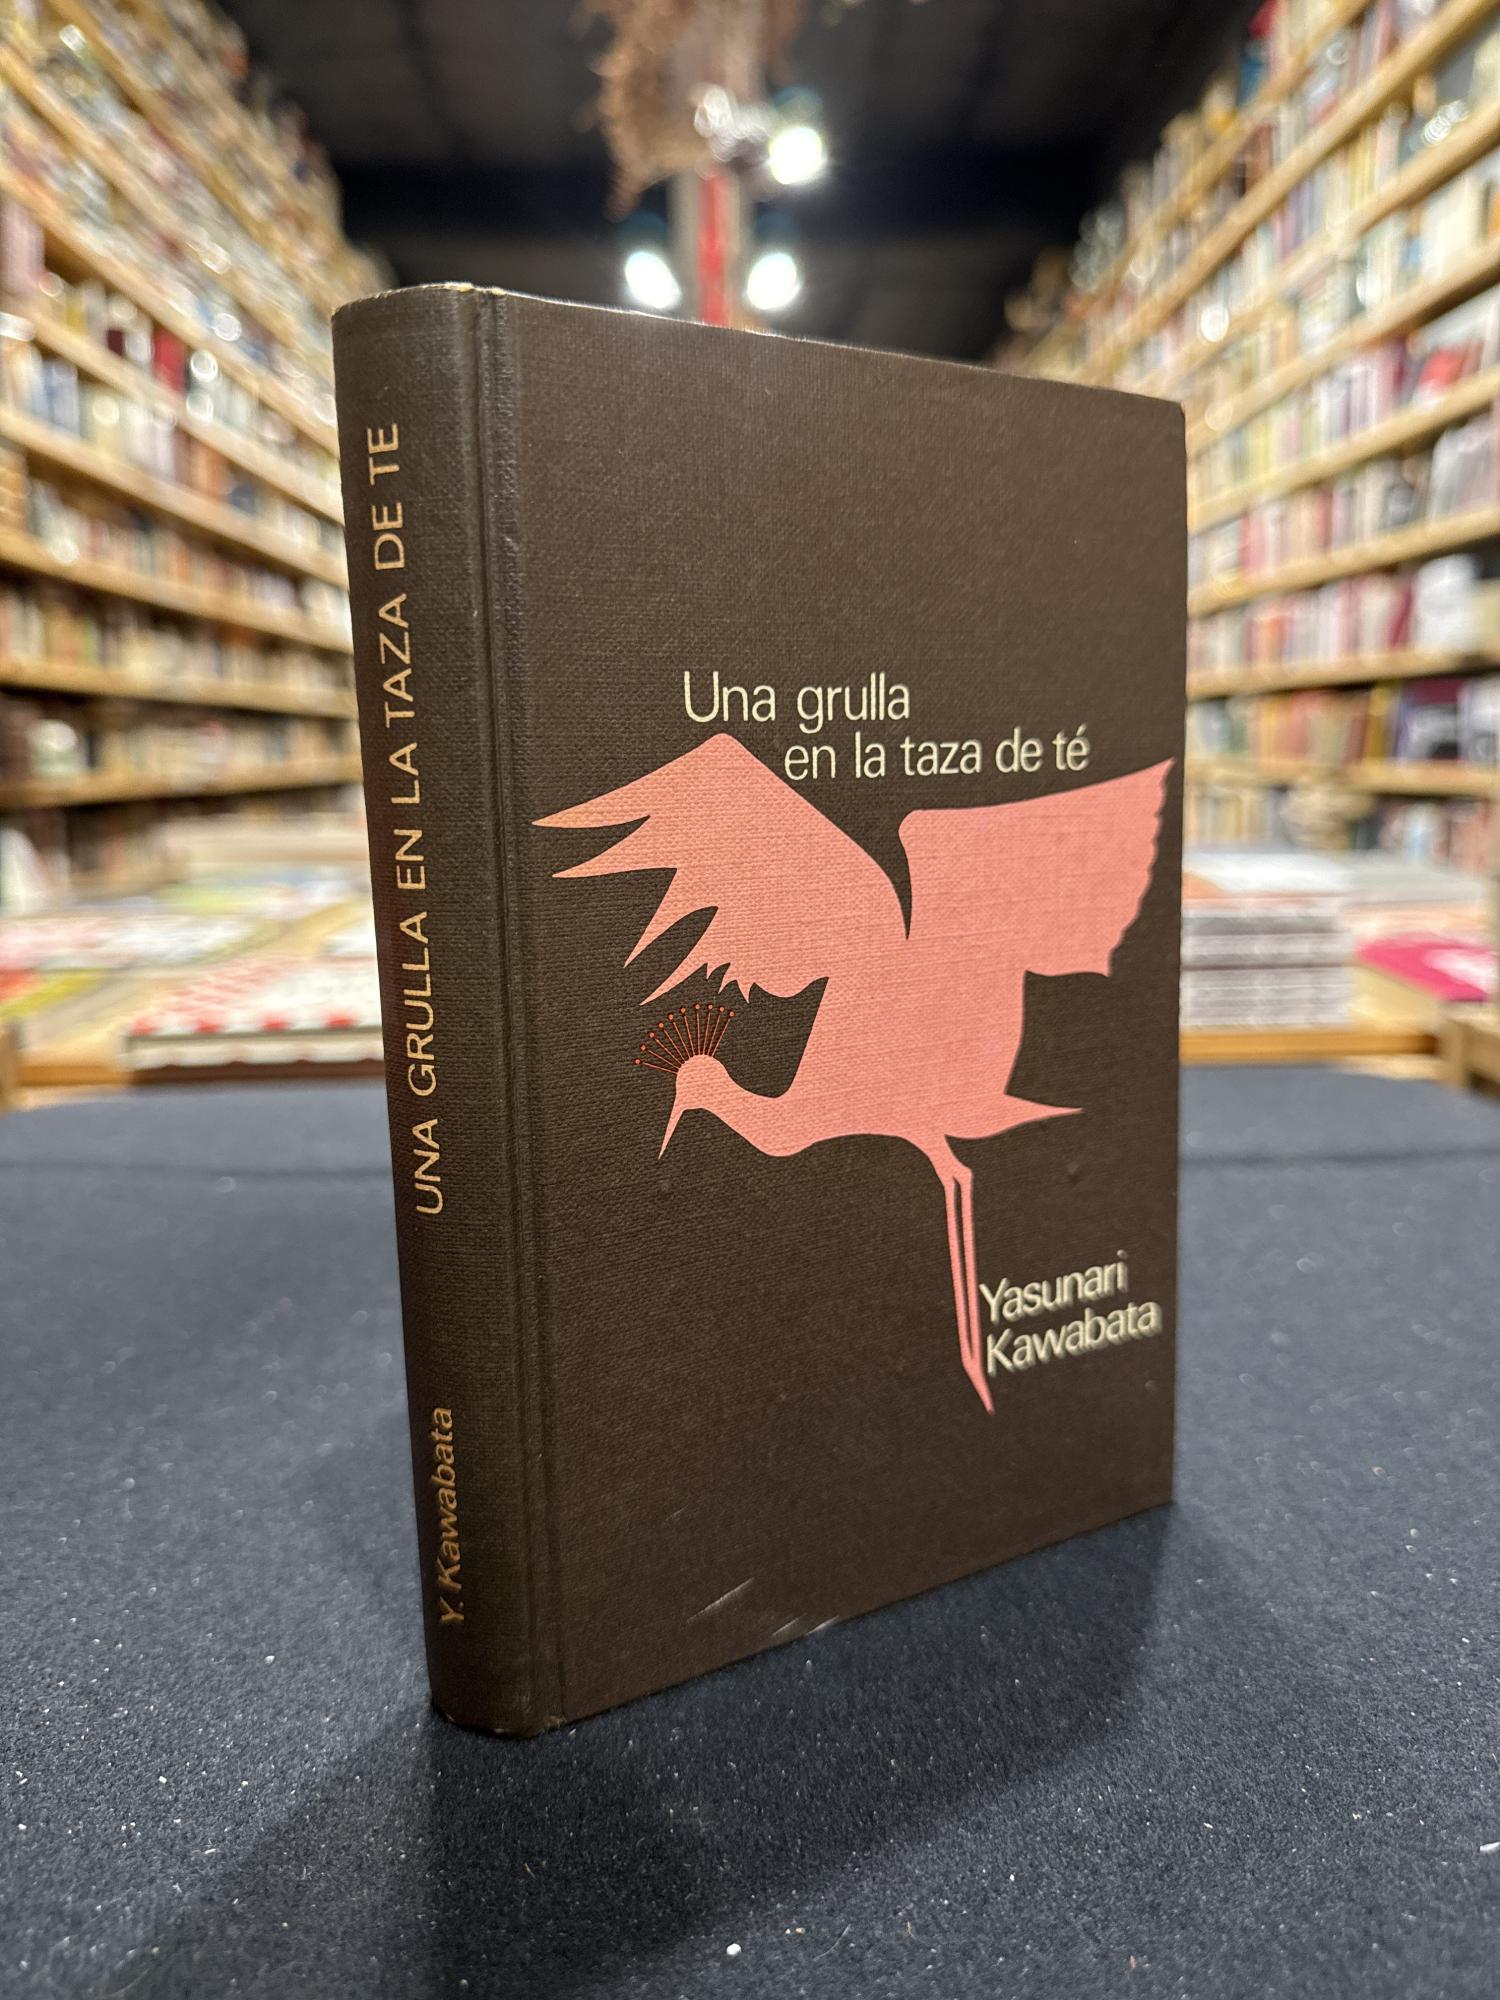 UNA GRULLA EN LA TAZA DE TE
Y. Kawabata
Una grulla
en la taza de té
Yasunari
Kawabata